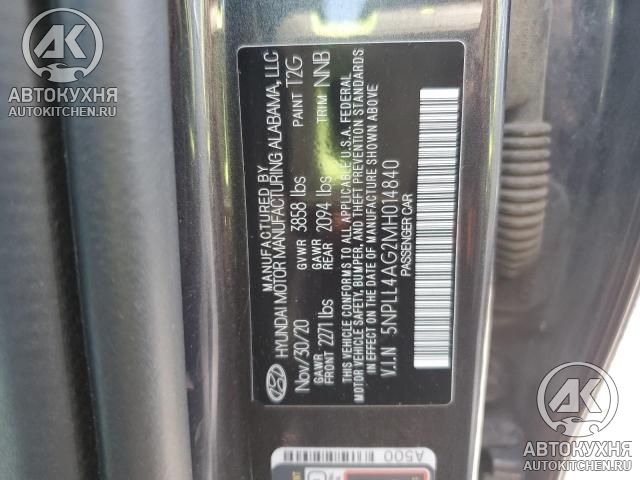 AK
АВТОКУХНЯ
AUTOKITCHEN.RU
MANUFACTURED BY
HYUNDAI MOTOR MANUFACTURING ALABAMA, LLC
Nov/30/20
GVWR 3858 lbs
PAINT T2G
GAWR FRONT 2271 lbs
GAWR REAR 2094 lbs
TRIM NNB
THIS VEHICLE CONFORMS TO ALL APPLICABLE U.S.A. FEDERAL
MOTOR VEHICLE SAFETY, BUMPER, AND THEFT PREVENTION STANDARDS
IN EFFECT ON THE DATE OF MANUFACTURE SHOWN ABOVE
V.I.N 5NPLL4AG2MH014840
PASSENGER CAR
A500
AK
АВТОКУХНЯ
AUTOKITCHEN.RU